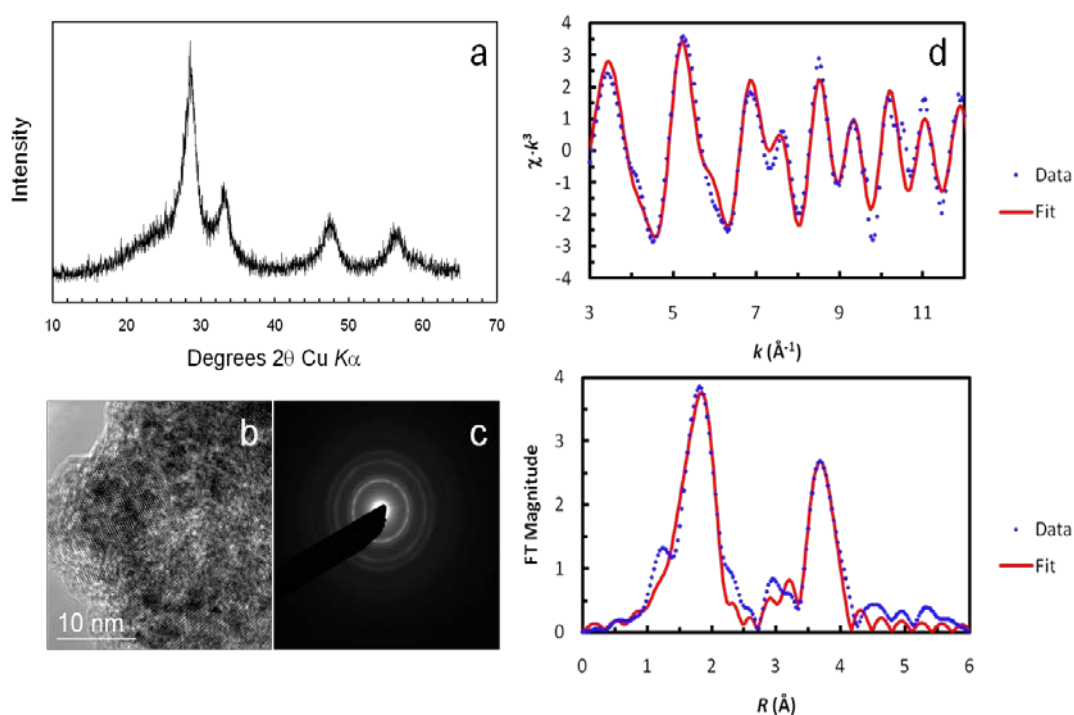 a
Intensity
10 20 30 40 50 60 70
Degrees 2θ Cu Kα
b
10 nm
c
d
4
3
2
1
0
-1
-2
-3
-4
χ·k³
3 5 7 9 11
k (Å⁻¹)
Data
Fit
4
3
2
1
0
FT Magnitude
0 1 2 3 4 5 6
R (Å)
Data
Fit